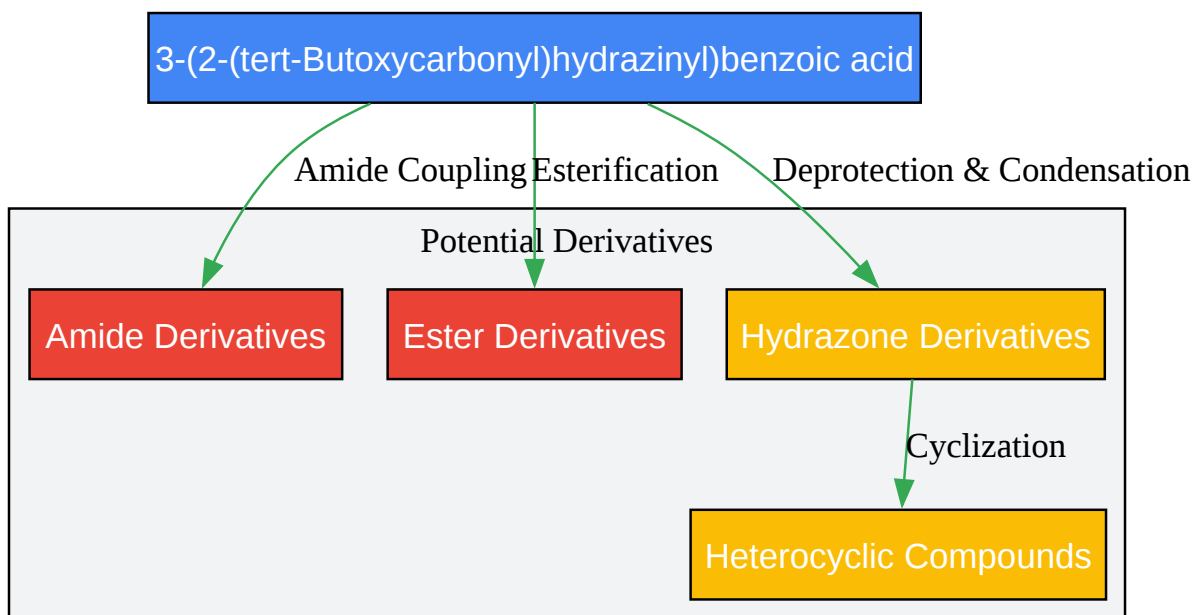 3-(2-(tert-Butoxycarbonyl)hydrazinyl)benzoic acid
Amide Coupling
Esterification
Deprotection & Condensation
Potential Derivatives
Amide Derivatives
Ester Derivatives
Hydrazone Derivatives
Cyclization
Heterocyclic Compounds